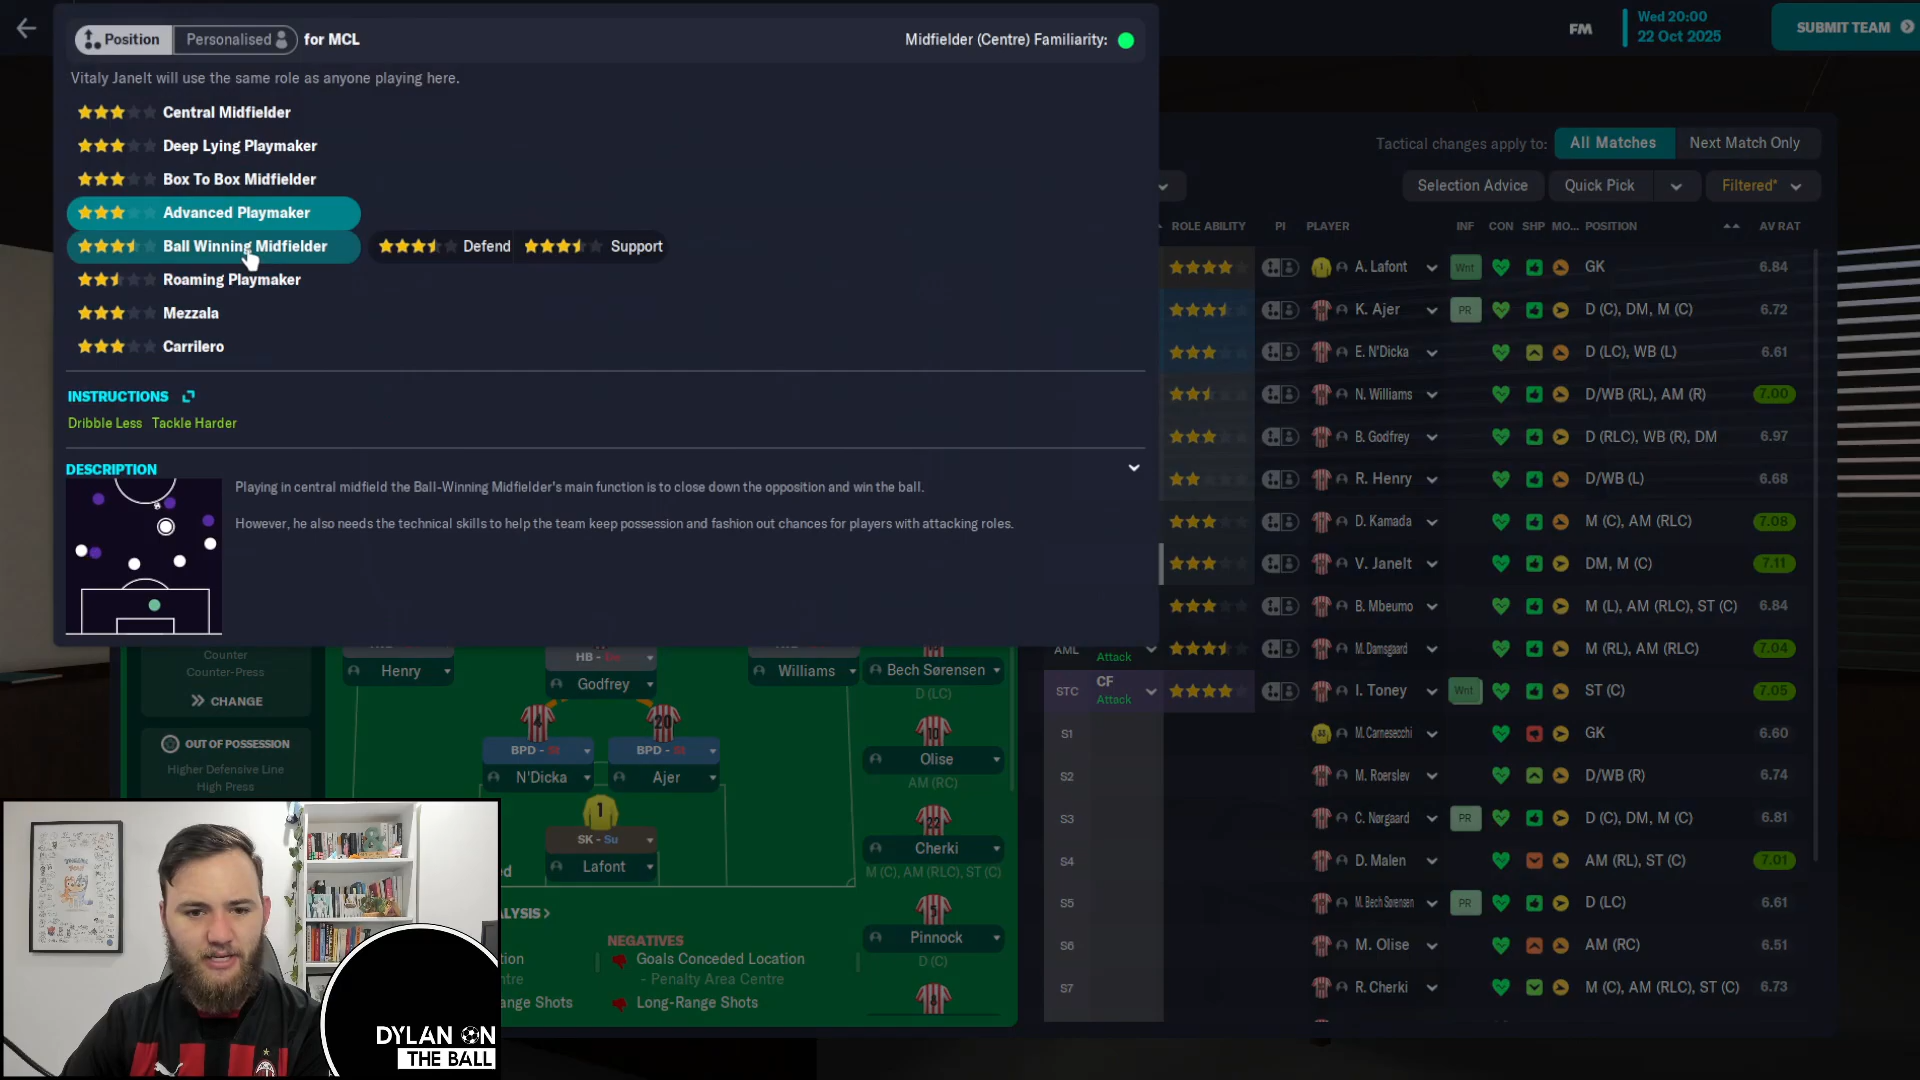 Position Personalised for MCL
Midfielder (Centre) Familiarity:
Vitaly Janelt will use the same role as anyone playing here.
Central Midfielder
Deep Lying Playmaker
Box To Box Midfielder
Advanced Playmaker
Ball Winning Midfielder Defend Support
Roaming Playmaker
Mezzala
Carrilero
INSTRUCTIONS
Dribble Less Tackle Harder
DESCRIPTION
Playing in central midfield the Ball-Winning Midfielder's main function is to close down the opposition and win the ball.
However, he also needs the technical skills to help the team keep possession and fashion out chances for players with attacking roles.
FM
Wed 20:00
22 Oct 2025
SUBMIT TEAM
Tactical changes apply to: All Matches Next Match Only
Selection Advice Quick Pick Filtered*
ROLE ABILITY PI PLAYER INF CON SHP MO... POSITION AV RAT
A. Lafont Wnt GK 6.84
K. Ajer PR D (C), DM, M (C) 6.72
E. N'Dicka D (LC), WB (L) 6.61
N. Williams D/WB (RL), AM (R) 7.00
B. Godfrey D (RLC), WB (R), DM 6.97
R. Henry D/WB (L) 6.68
D. Kamada M (C), AM (RLC) 7.08
V. Janelt DM, M (C) 7.11
B. Mbeumo M (L), AM (RLC), ST (C) 6.84
AML Attack M. Damsgaard M (RL), AM (RLC) 7.04
STC CF Attack I. Toney Wnt ST (C) 7.05
S1 M. Carnesecchi GK 6.60
S2 M. Roerslev D/WB (R) 6.74
S3 C. Nørgaard PR D (C), DM, M (C) 6.81
S4 D. Malen AM (RL), ST (C) 7.01
S5 M. Bech Sørensen PR D (LC) 6.61
S6 M. Olise AM (RC) 6.51
S7 R. Cherki M (C), AM (RLC), ST (C) 6.73
Counter
Counter-Press
CHANGE
OUT OF POSSESSION
Higher Defensive Line
High Press
Henry
HB -
Godfrey
Williams
4
20
BPD -
BPD -
N'Dicka
Ajer
1
SK - Su
Lafont
Bech Sørensen
D (LC)
Olise
AM (RC)
22
Cherki
M (C), AM (RLC), ST (C)
5
Pinnock
D (C)
ALYSIS
NEGATIVES
Goals Conceded Location
- Penalty Area Centre
Long-Range Shots
ange Shots
DYLAN ON
THE BALL